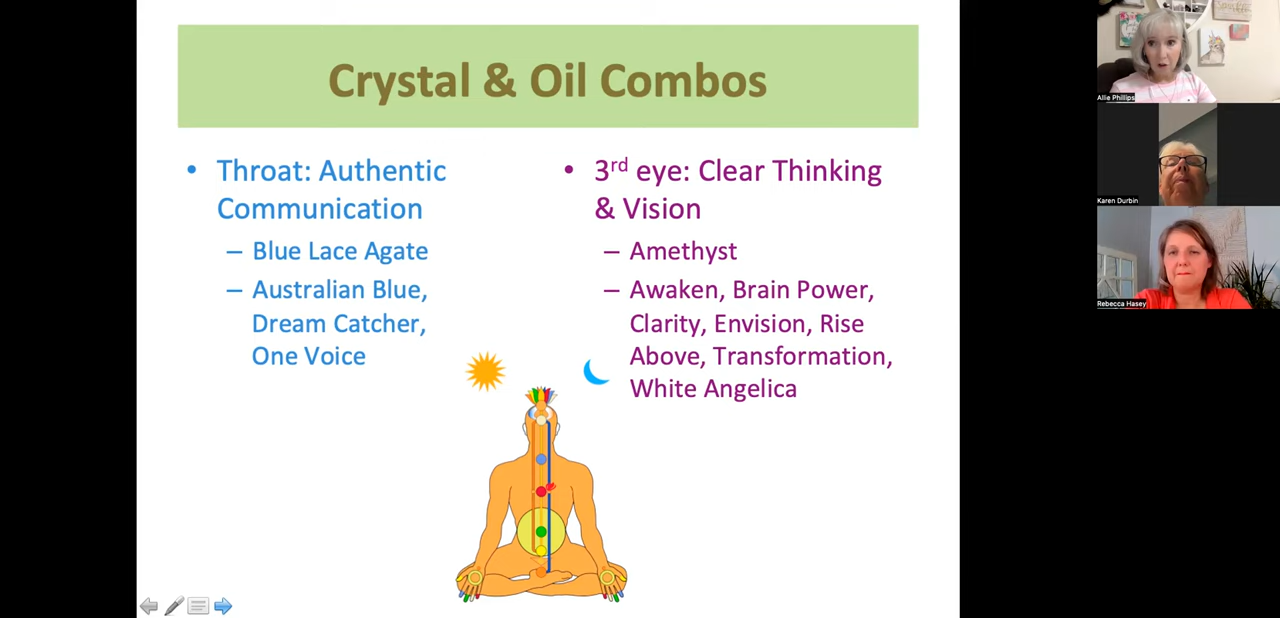 Crystal & Oil Combos
• Throat: Authentic
Communication
– Blue Lace Agate
– Australian Blue,
Dream Catcher,
One Voice
• 3rd eye: Clear Thinking
& Vision
– Amethyst
– Awaken, Brain Power,
Clarity, Envision, Rise
Above, Transformation,
White Angelica
Allie Phillips
Karen Durbin
Rebecca Hasey